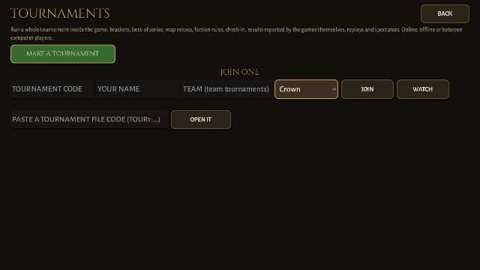 TOURNAMENTS
BACK
Run a whole tournament inside the game: brackets, best-of series, map vetoes, faction rules, check-in, results reported by the games themselves, replays and spectators. Online, offline or between
computer players.
MAKE A TOURNAMENT
JOIN ONE
TOURNAMENT CODE YOUR NAME TEAM (team tournaments) Crown JOIN WATCH
PASTE A TOURNAMENT FILE CODE (TOUR1:...) OPEN IT